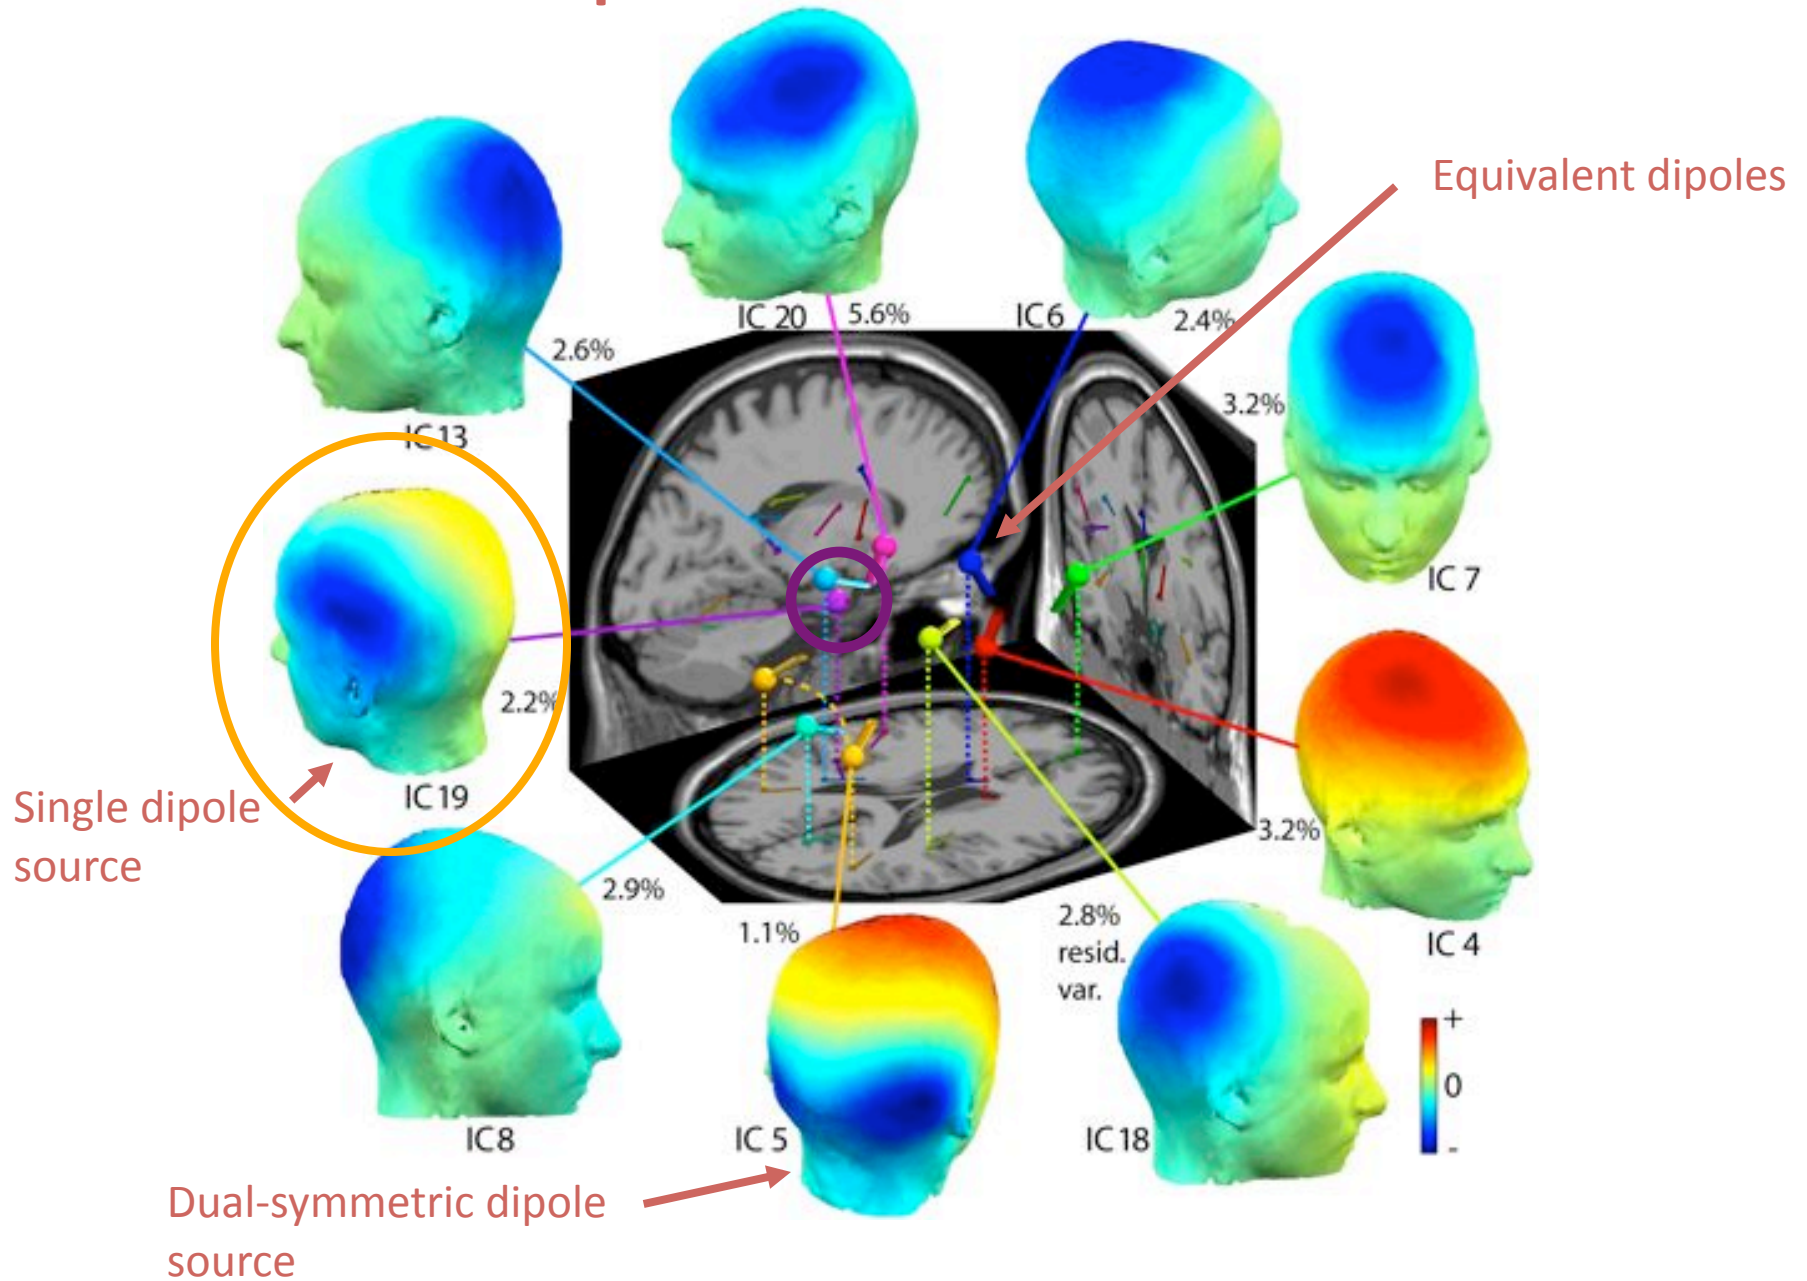 IC 20
5.6%
IC6
2.4%
Equivalent dipoles
2.6%
IC 13
3.2%
IC 7
2.2%
IC 19
Single dipole
source
3.2%
IC 4
2.9%
IC8
1.1%
IC 5
2.8%
resid.
var.
IC18
+
0
-
Dual-symmetric dipole
source